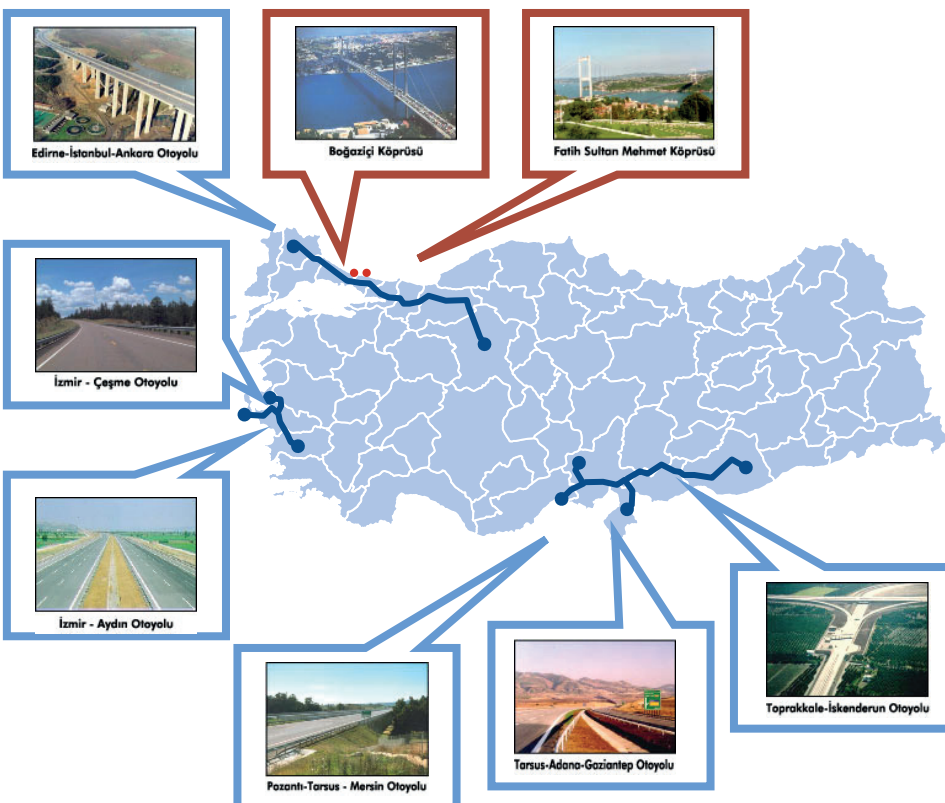 Edirne-İstanbul-Ankara Otoyolu
Boğaziçi Köprüsü
Fatih Sultan Mehmet Köprüsü
İzmir - Çeşme Otoyolu
İzmir - Aydın Otoyolu
Pozantı-Tarsus - Mersin Otoyolu
Tarsus-Adana-Gaziantep Otoyolu
Toprakkale-İskenderun Otoyolu